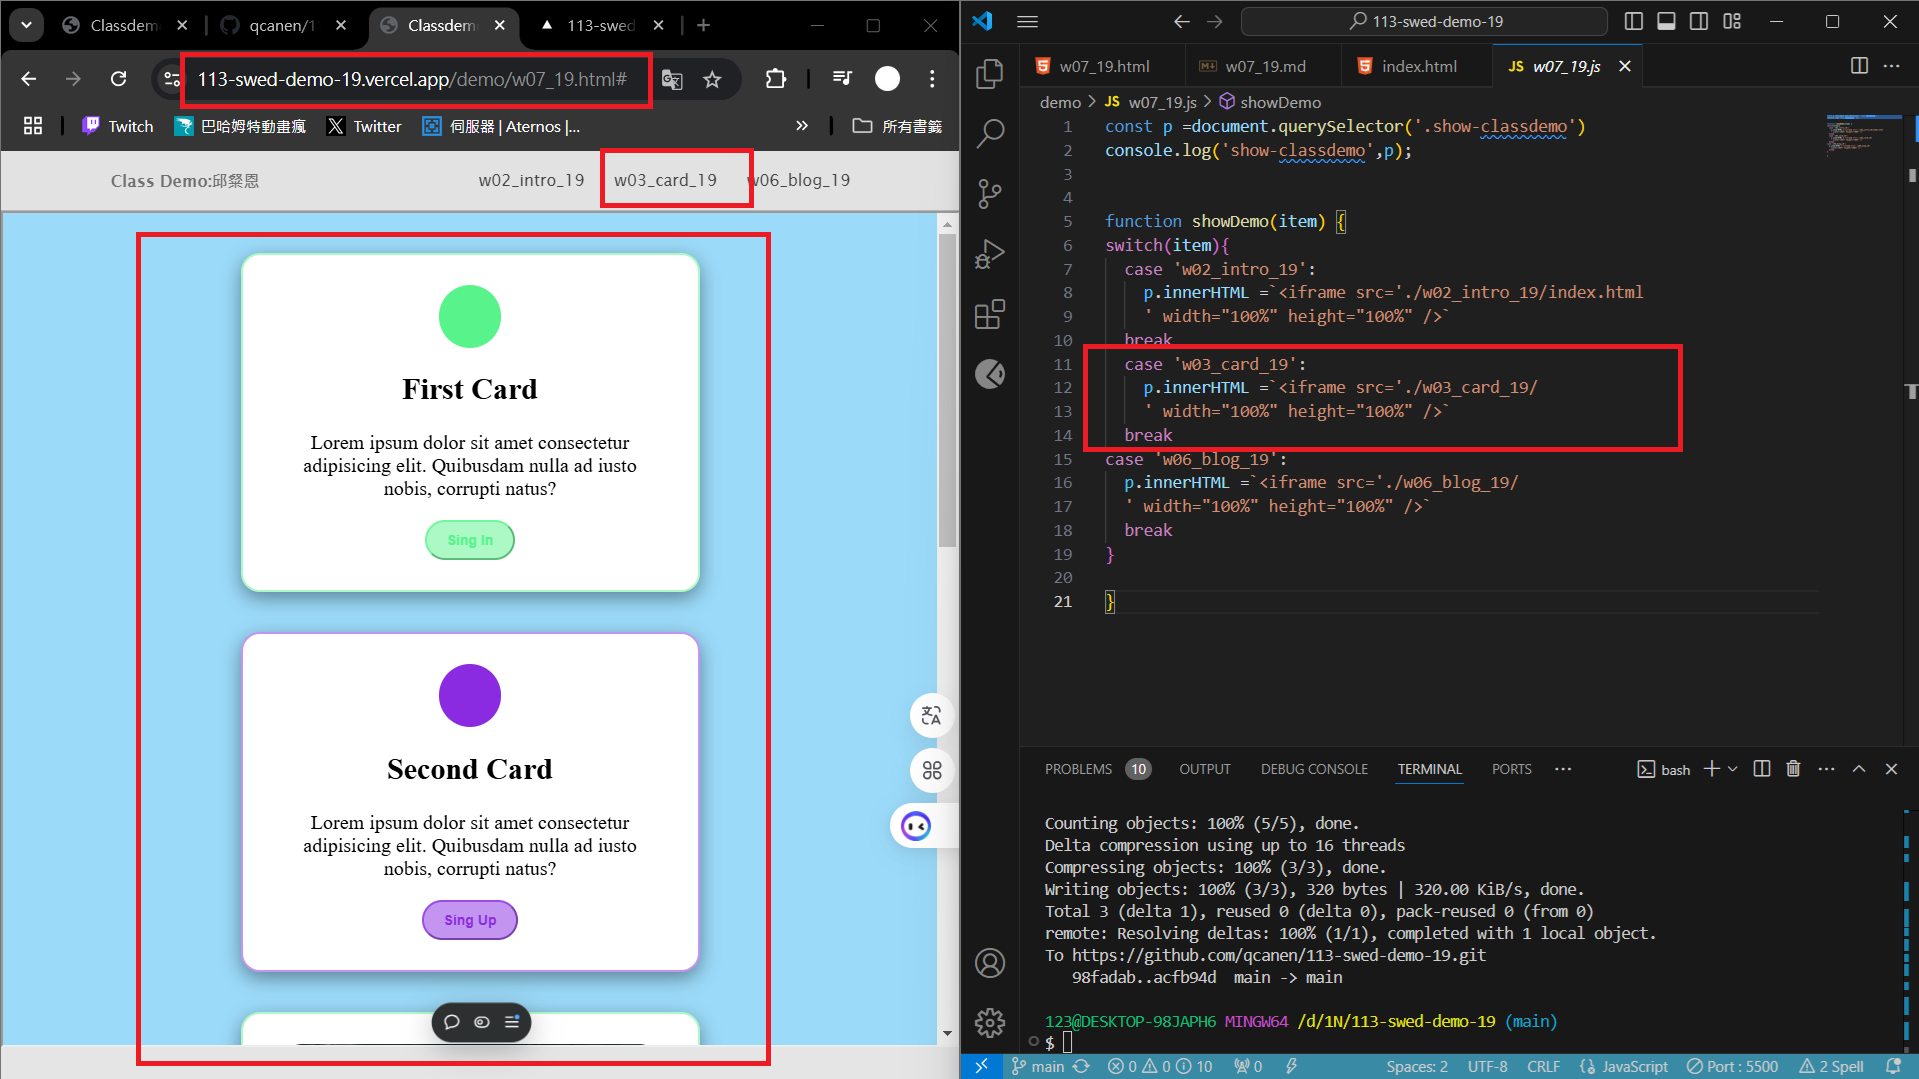 Classdem
qcanen/1
Classdem
113-swed
113-swed-demo-19.vercel.app/demo/w07_19.html#
Twitch
巴哈姆特動畫瘋
Twitter
伺服器 | Aternos |...
所有書籤
Class Demo:邱粲恩
w02_intro_19
w03_card_19
w06_blog_19
First Card
Lorem ipsum dolor sit amet consectetur
adipisicing elit. Quibusdam nulla ad iusto
nobis, corrupti natus?
Sing In
Second Card
Lorem ipsum dolor sit amet consectetur
adipisicing elit. Quibusdam nulla ad iusto
nobis, corrupti natus?
Sing Up
113-swed-demo-19
w07_19.html
w07_19.md
index.html
JS w07_19.js
demo > JS w07_19.js > showDemo
1 const p =document.querySelector('.show-classdemo')
2 console.log('show-classdemo',p);
3
4
5 function showDemo(item) {
6 switch(item){
7 case 'w02_intro_19':
8 p.innerHTML =`<iframe src='./w02_intro_19/index.html
9 ' width="100%" height="100%" />`
10 break
11 case 'w03_card_19':
12 p.innerHTML =`<iframe src='./w03_card_19/
13 ' width="100%" height="100%" />`
14 break
15 case 'w06_blog_19':
16 p.innerHTML =`<iframe src='./w06_blog_19/
17 ' width="100%" height="100%" />`
18 break
19 }
20
21 }
PROBLEMS 10 OUTPUT DEBUG CONSOLE TERMINAL PORTS
bash
Counting objects: 100% (5/5), done.
Delta compression using up to 16 threads
Compressing objects: 100% (3/3), done.
Writing objects: 100% (3/3), 320 bytes | 320.00 KiB/s, done.
Total 3 (delta 1), reused 0 (delta 0), pack-reused 0 (from 0)
remote: Resolving deltas: 100% (1/1), completed with 1 local object.
To https://github.com/qcanen/113-swed-demo-19.git
98fadab..acfb94d main -> main
123@DESKTOP-98JAPH6 MINGW64 /d/1N/113-swed-demo-19 (main)
$
main 0 0 10 0 Spaces: 2 UTF-8 CRLF JavaScript Port : 5500 2 Spell